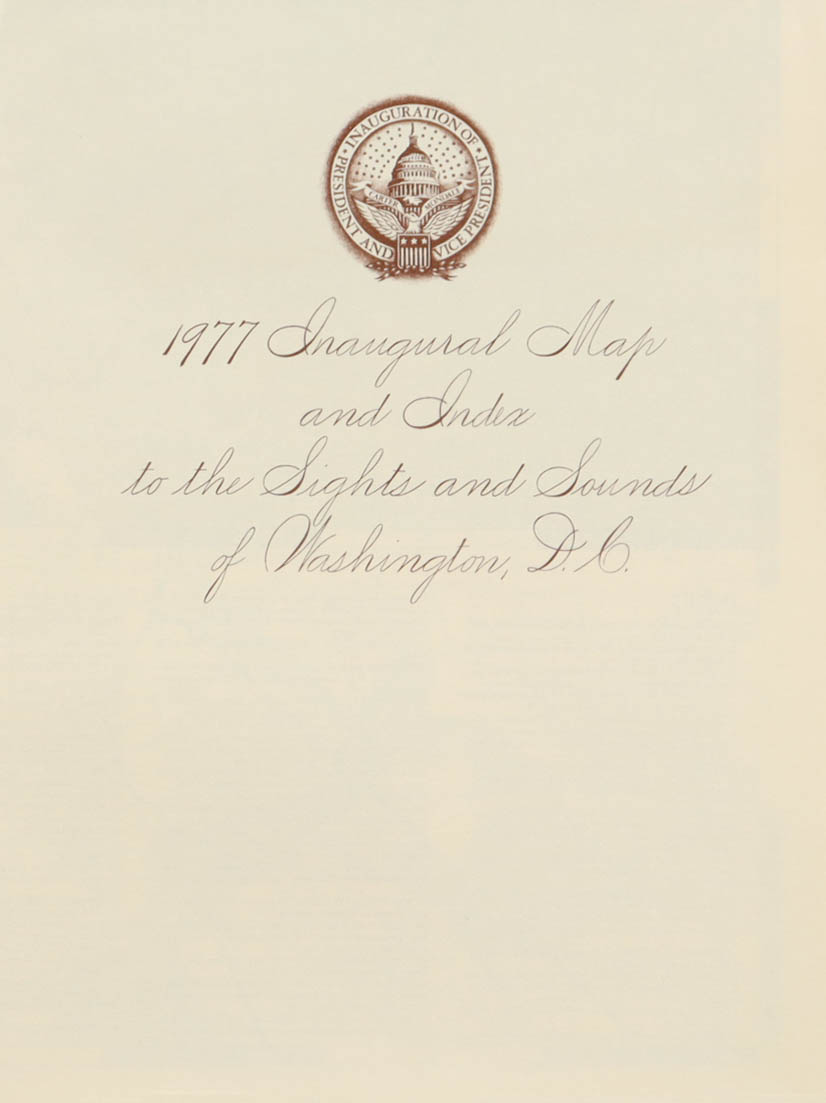 INAUGURATION OF
PRESIDENT AND VICE PRESIDENT
CARTER MONDALE
1977 Inaugural Map
and Index
to the Sights and Sounds
of Washington, D.C.